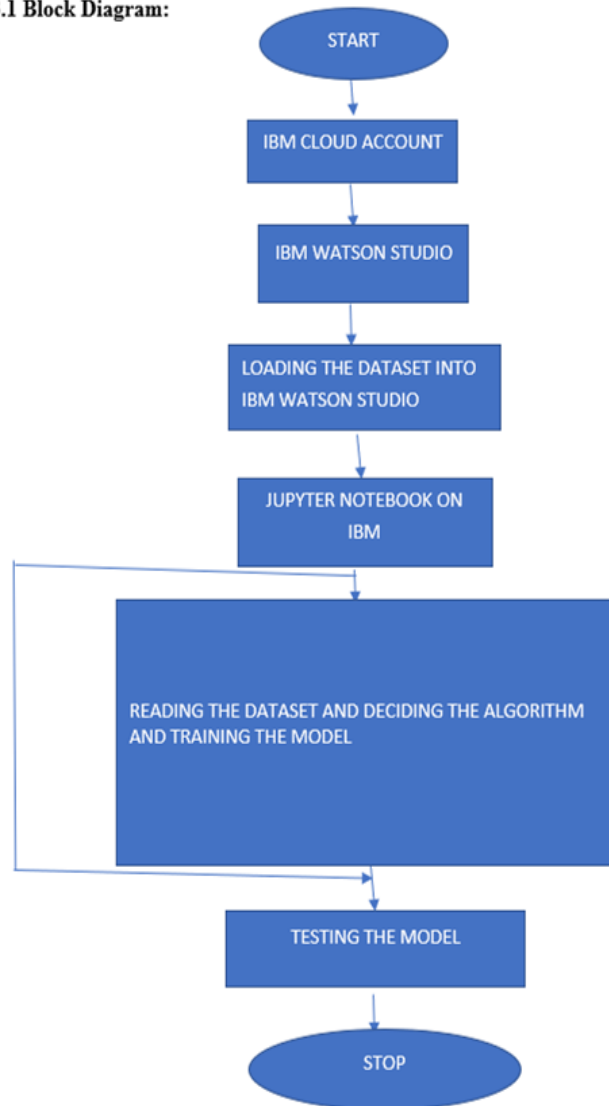 .1 Block Diagram:
START
IBM CLOUD ACCOUNT
IBM WATSON STUDIO
LOADING THE DATASET INTO
IBM WATSON STUDIO
JUPYTER NOTEBOOK ON
IBM
READING THE DATASET AND DECIDING THE ALGORITHM
AND TRAINING THE MODEL
TESTING THE MODEL
STOP